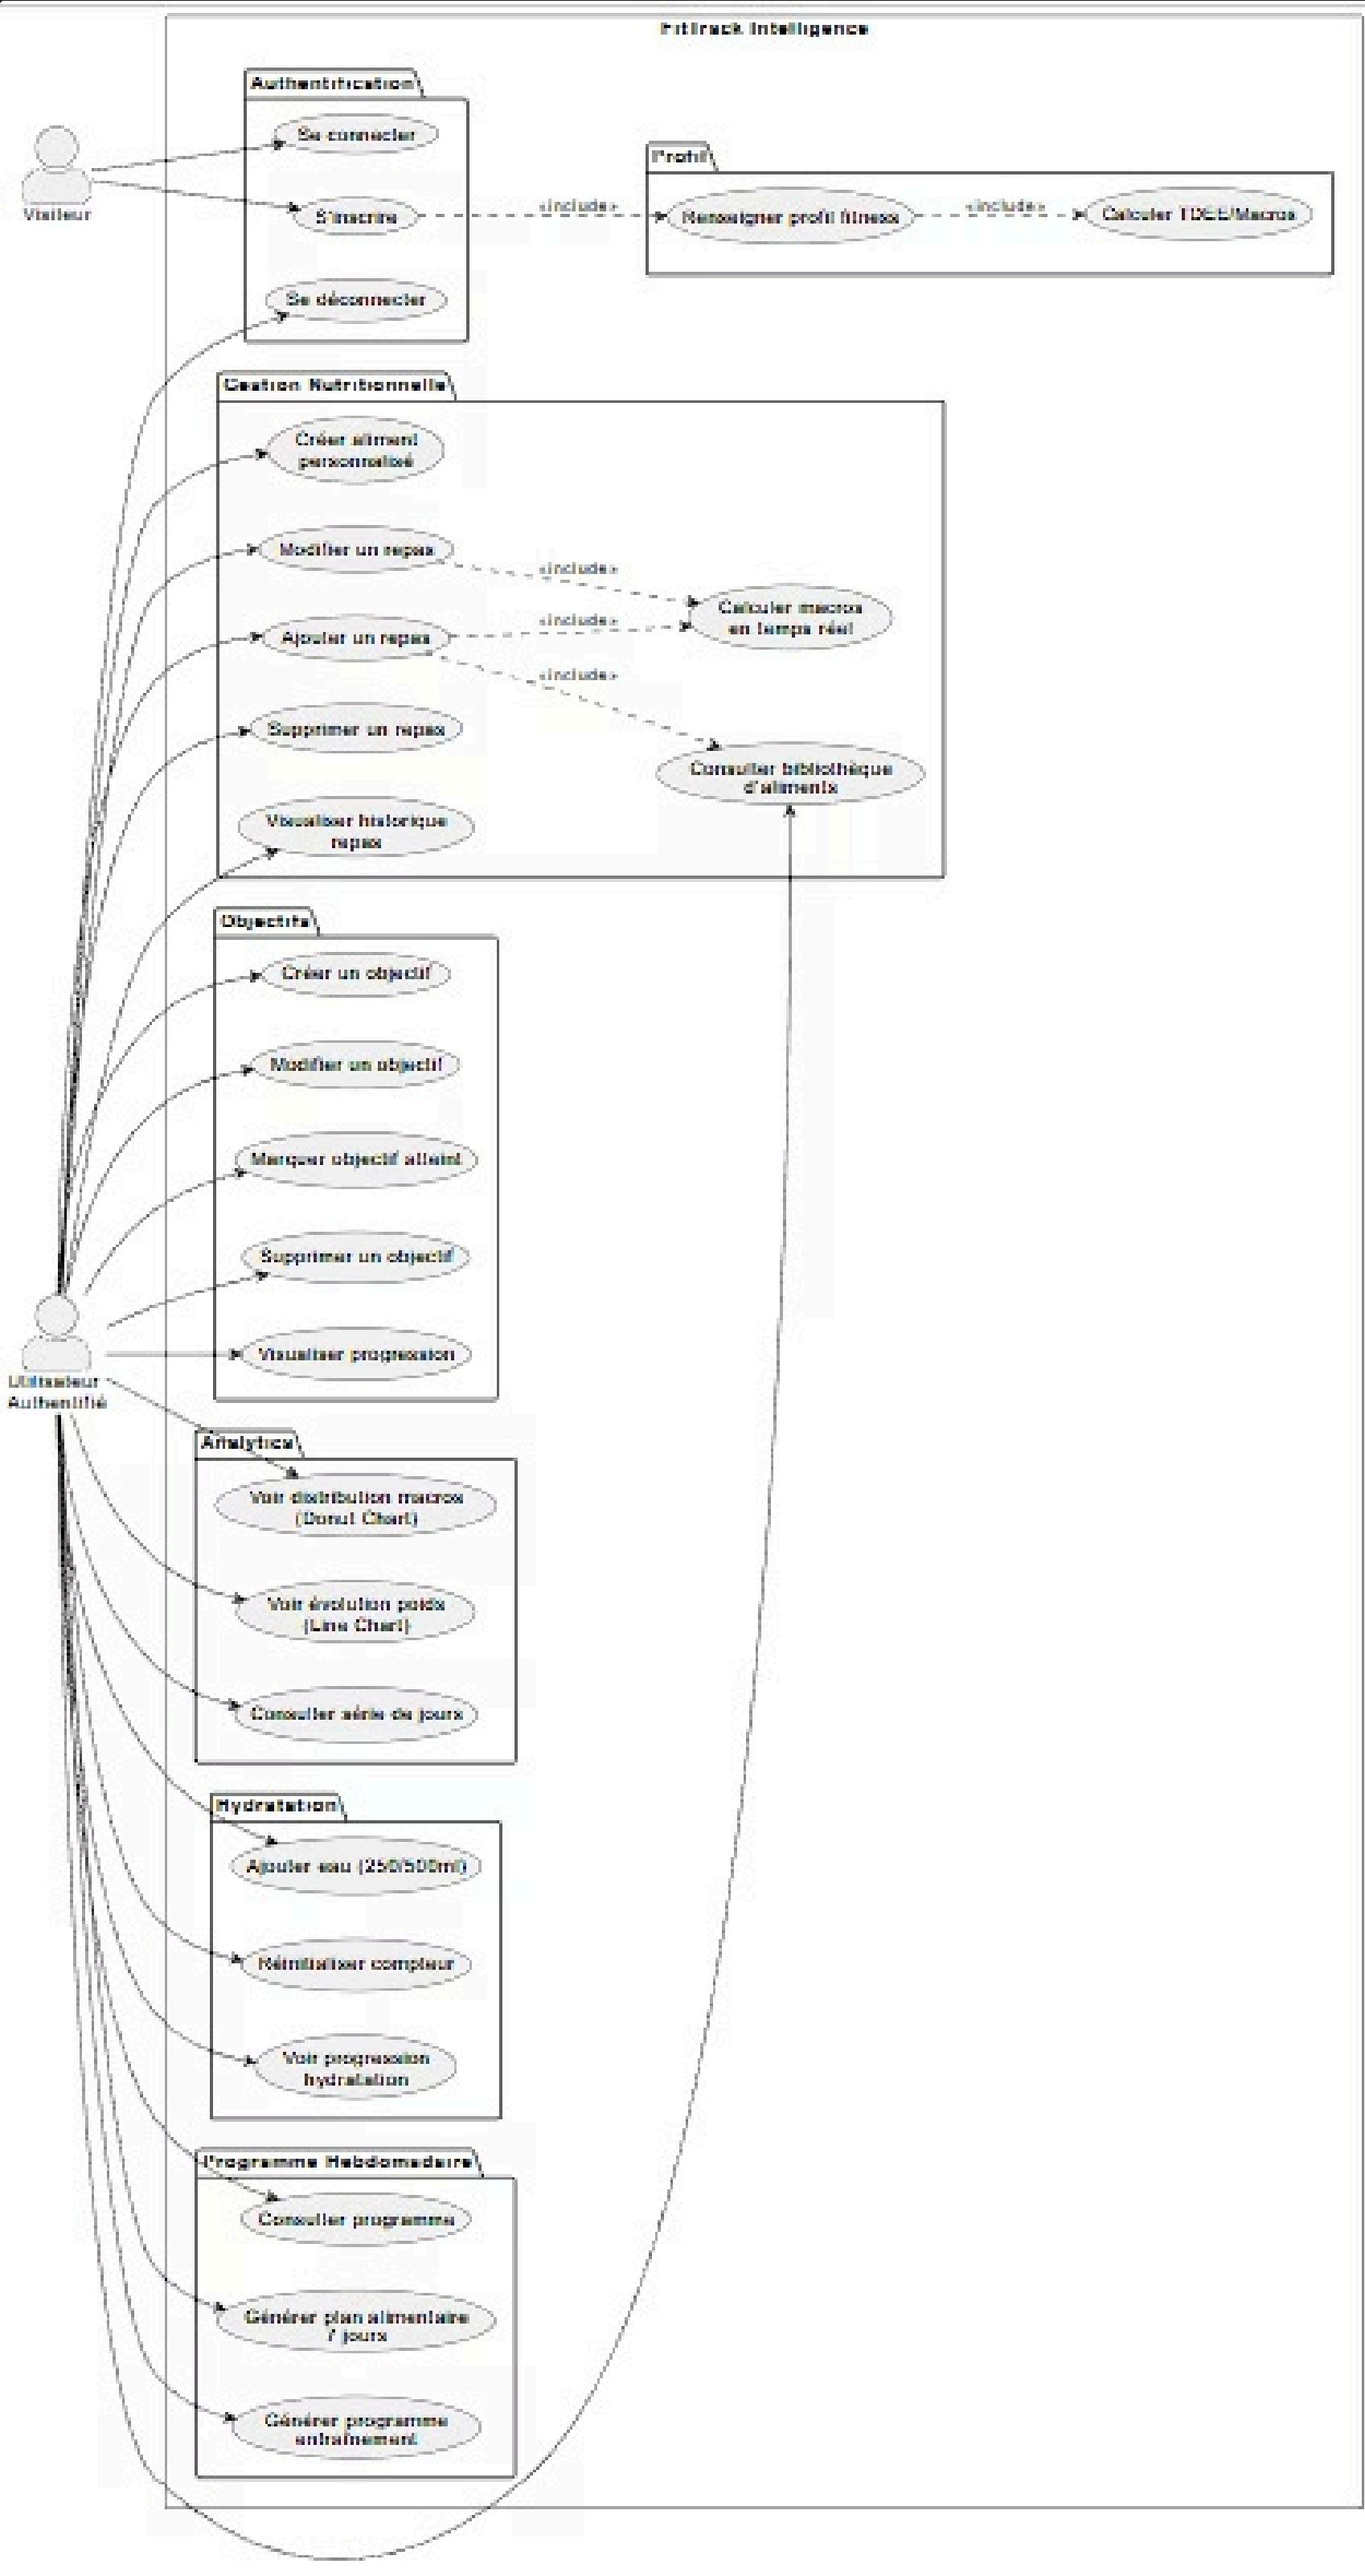 FitTrack Intelligence
Authentification
Se connecter
Visiteur
S'inscrire
«include»
Profil
Renseigner profil fitness
«include»
Calculer TDEE/Macros
Se déconnecter
Gestion Nutritionnelle
Créer aliment
personnalisé
Modifier un repas
«include»
Calculer macros
en temps réel
Ajouter un repas
«include»
«include»
Supprimer un repas
Consulter bibliothèque
d'aliments
Visualiser historique
repas
Objectifs
Créer un objectif
Modifier un objectif
Marquer objectif atteint
Supprimer un objectif
Visualiser progression
Utilisateur
Authentifié
Analytics
Voir distribution macros
(Donut Chart)
Voir évolution poids
(Line Chart)
Consulter série de jours
Hydratation
Ajouter eau (250/500ml)
Réinitialiser compteur
Voir progression
hydratation
Programme Hebdomadaire
Consulter programme
Générer plan alimentaire
7 jours
Générer programme
entraînement